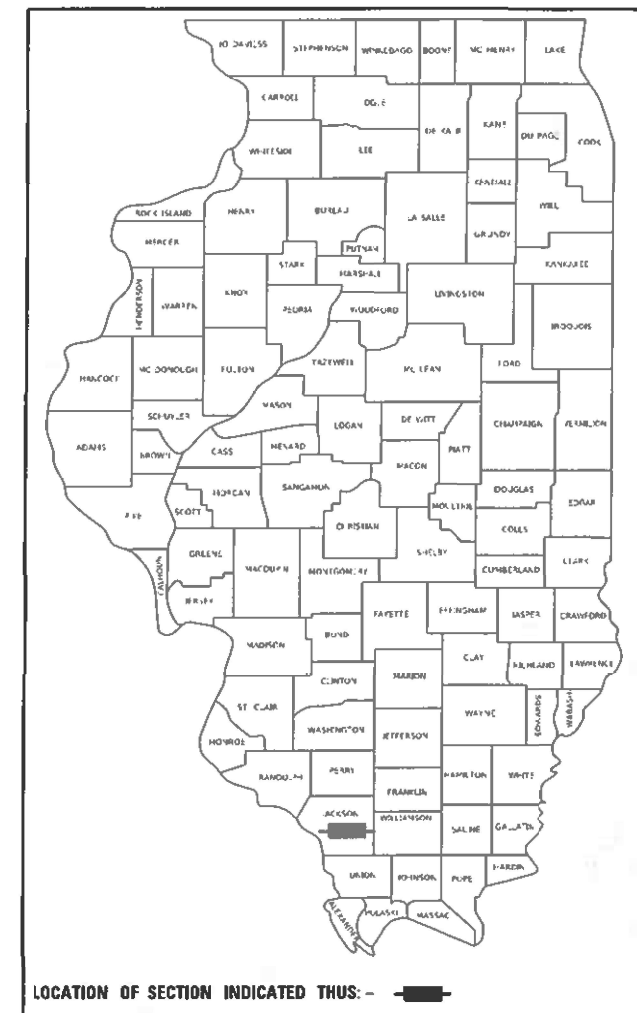 JO DAVIESS STEPHENSON WINNEBAGO BOONE MC HENRY LAKE
CARROLL OGLE DE KALB KANE DU PAGE COOK
WHITESIDE LEE KENDALL WILL
ROCK ISLAND HENRY BUREAU LA SALLE GRUNDY
MERCER PUTNAM KANKAKEE
STARK MARSHALL
HENDERSON WARREN KNOX PEORIA WOODFORD LIVINGSTON IROQUOIS
HANCOCK MC DONOUGH FULTON TAZEWELL MC LEAN FORD
SCHUYLER MASON LOGAN DE WITT CHAMPAIGN VERMILION
ADAMS BROWN CASS MENARD MACON PIATT
PIKE SCOTT MORGAN SANGAMON MOULTRIE DOUGLAS EDGAR
CHRISTIAN COLES
CALHOUN GREENE MACOUPIN MONTGOMERY SHELBY CUMBERLAND CLARK
JERSEY FAYETTE EFFINGHAM JASPER CRAWFORD
MADISON BOND CLAY RICHLAND LAWRENCE
CLINTON MARION
ST. CLAIR WAYNE EDWARDS WABASH
MONROE WASHINGTON JEFFERSON
RANDOLPH PERRY HAMILTON WHITE
FRANKLIN
JACKSON WILLIAMSON SALINE GALLATIN
UNION JOHNSON POPE HARDIN
ALEXANDER PULASKI MASSAC
LOCATION OF SECTION INDICATED THUS: -